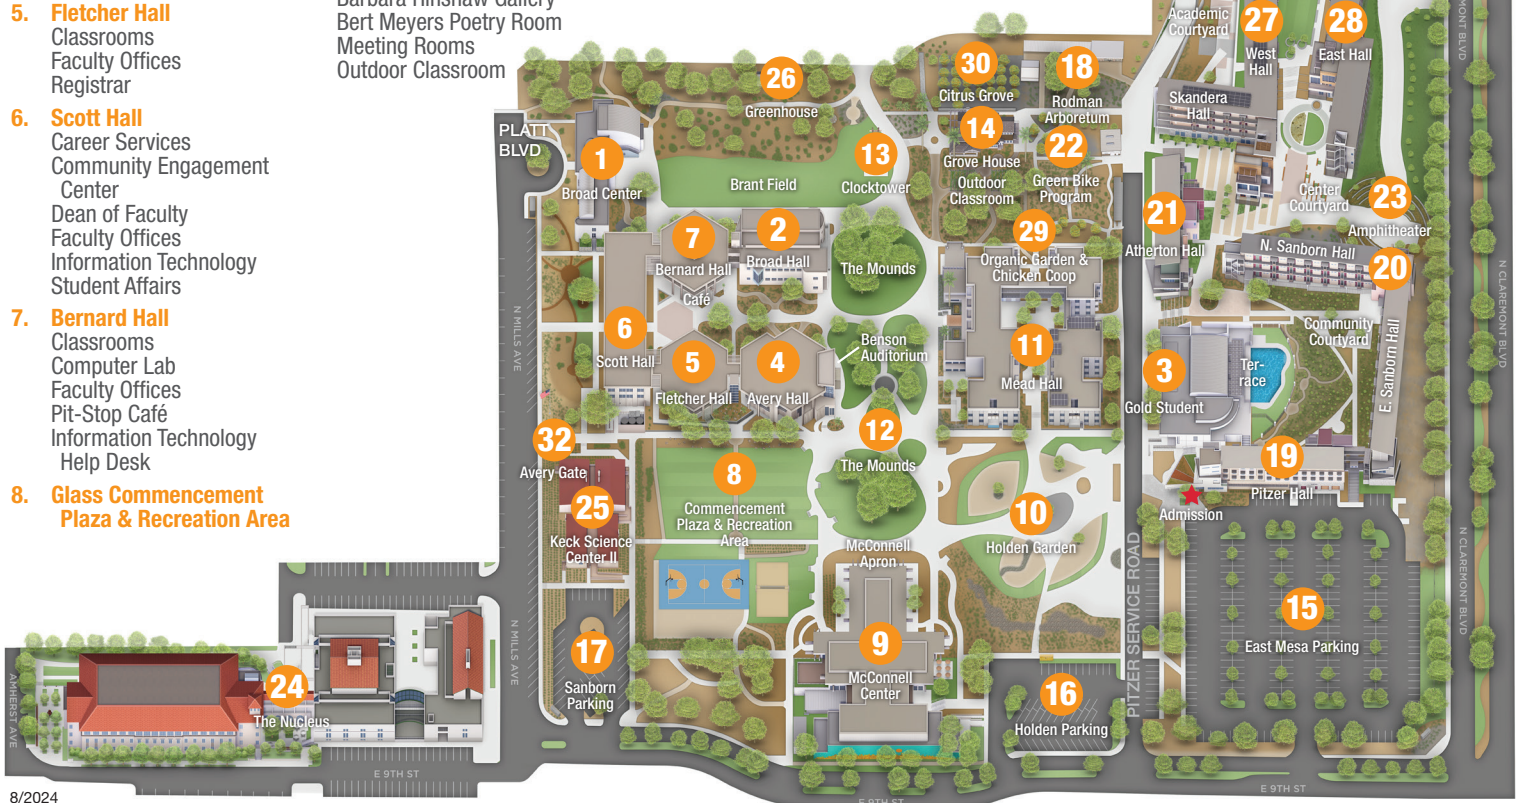 5. Fletcher Hall
Classrooms
Faculty Offices
Registrar
6. Scott Hall
Career Services
Community Engagement
Center
Dean of Faculty
Faculty Offices
Information Technology
Student Affairs
7. Bernard Hall
Classrooms
Computer Lab
Faculty Offices
Pit-Stop Café
Information Technology
Help Desk
8. Glass Commencement
Plaza & Recreation Area
Barbara Hinshaw Gallery
Bert Meyers Poetry Room
Meeting Rooms
Outdoor Classroom
PLATT
BLVD
1
Broad Center
26
Greenhouse
Brant Field
13
Clocktower
30
Citrus Grove
18
Rodman
Arboretum
14
Grove House
22
Green Bike
Program
Outdoor
Classroom
Academic
Courtyard
27
West
Hall
28
East Hall
Skandera
Hall
Center
Courtyard
23
Amphitheater
21
Atherton Hall
N. Sanborn Hall
20
E. Sanborn Hall
Community
Courtyard
7
Bernard Hall
Café
2
Broad Hall
The Mounds
29
Organic Garden &
Chicken Coop
6
Scott Hall
5
Fletcher Hall
4
Avery Hall
Benson
Auditorium
11
Mead Hall
3
Gold Student
Ter-
race
12
The Mounds
32
Avery Gate
25
Keck Science
Center II
8
Commencement
Plaza & Recreation
Area
10
Holden Garden
19
Pitzer Hall
Admission
McConnell
Apron
9
McConnell
Center
17
Sanborn
Parking
16
Holden Parking
15
East Mesa Parking
24
The Nucleus
N MILLS AVE
N MILLS AVE
AMHERST AVE
PITZER SERVICE ROAD
MONT BLVD
N CLAREMONT BLVD
N CLAREMONT BLVD
E 9TH ST
E 9TH ST
E 9TH ST
8/2024